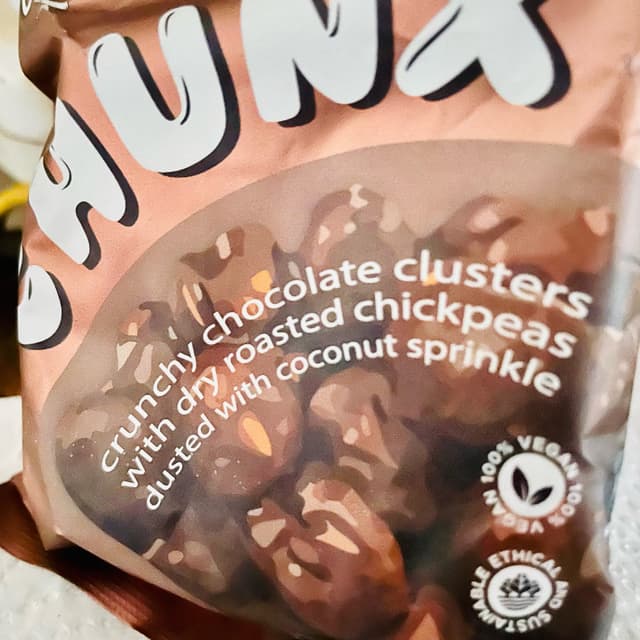 CHUNX
crunchy chocolate clusters
with dry roasted chickpeas
dusted with coconut sprinkle
100% VEGAN 100% VEGAN
ETHICAL AND SUSTAINABLE